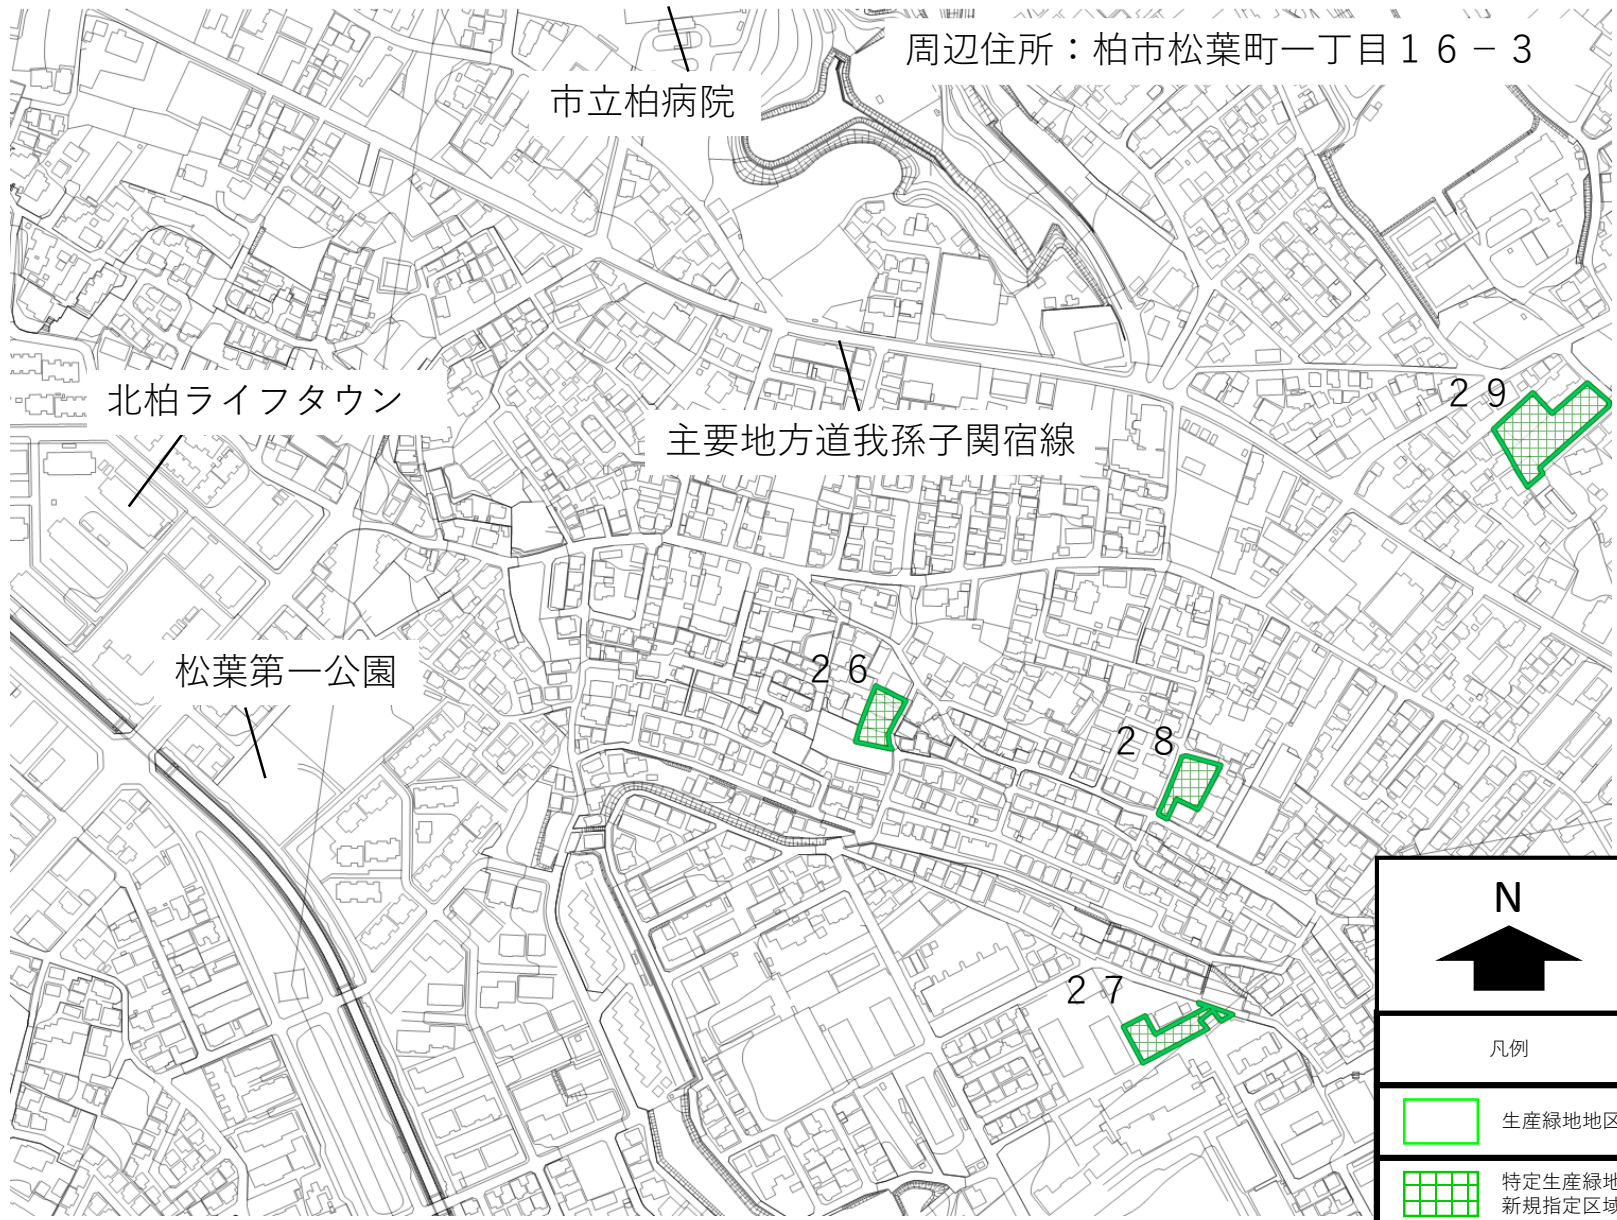 周辺住所：柏市松葉町一丁目１６－３
市立柏病院
北柏ライフタウン
２９
主要地方道我孫子関宿線
松葉第一公園
２６
２８
２７
N
凡例
生産緑地地区
特定生産緑地
新規指定区域